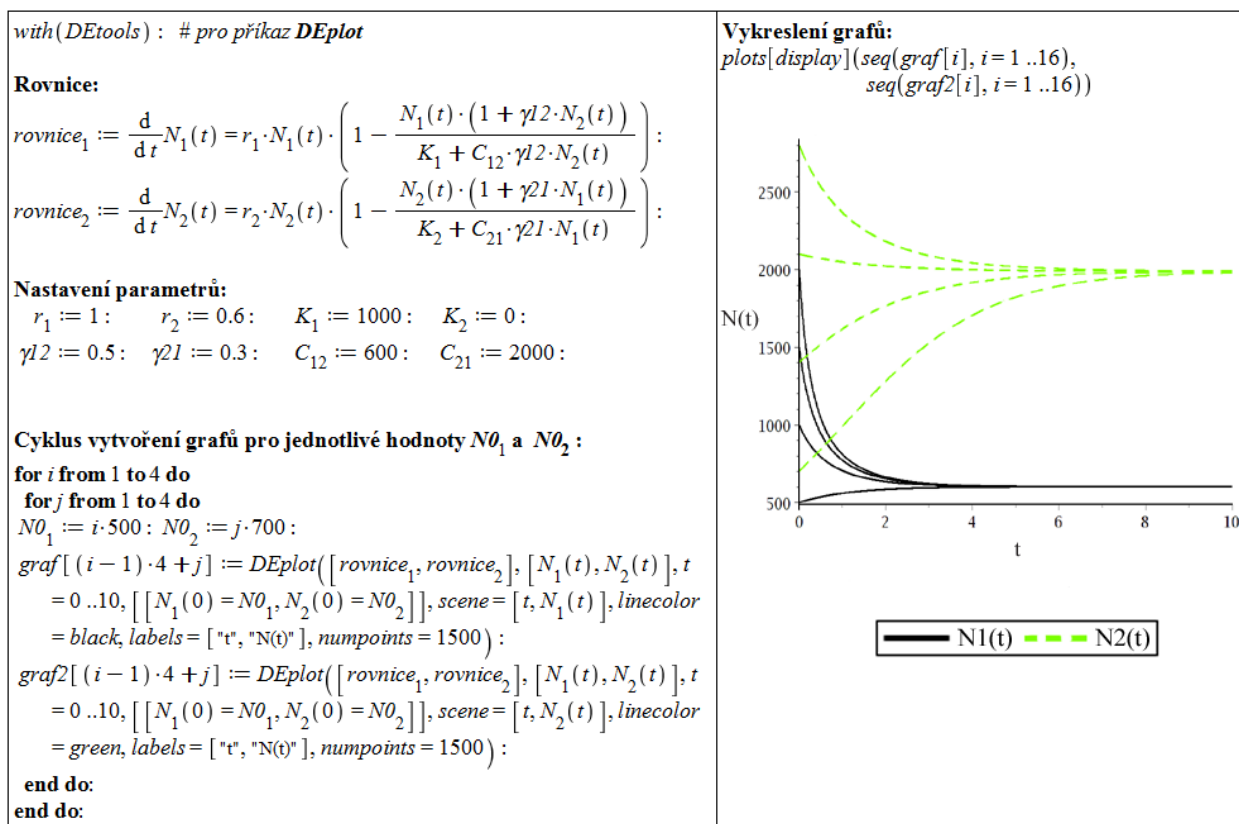 with(DEtools) :  # pro příkaz DEplot
Rovnice:
rovnice₁ := d/dt N₁(t) = r₁·N₁(t)·(1 − N₁(t)·(1 + γ12·N₂(t))/(K₁ + C₁₂·γ12·N₂(t))) :
rovnice₂ := d/dt N₂(t) = r₂·N₂(t)·(1 − N₂(t)·(1 + γ21·N₁(t))/(K₂ + C₂₁·γ21·N₁(t))) :
Nastavení parametrů:
r₁ := 1 :  r₂ := 0.6 :  K₁ := 1000 :  K₂ := 0 :
γ12 := 0.5 :  γ21 := 0.3 :  C₁₂ := 600 :  C₂₁ := 2000 :
Cyklus vytvoření grafů pro jednotlivé hodnoty N0₁ a N0₂ :
for i from 1 to 4 do
for j from 1 to 4 do
N0₁ := i·500 : N0₂ := j·700 :
graf[(i − 1)·4 + j] := DEplot([rovnice₁, rovnice₂], [N₁(t), N₂(t)], t
= 0 ..10, [[N₁(0) = N0₁, N₂(0) = N0₂]], scene = [t, N₁(t)], linecolor
= black, labels = ["t", "N(t)"], numpoints = 1500) :
graf2[(i − 1)·4 + j] := DEplot([rovnice₁, rovnice₂], [N₁(t), N₂(t)], t
= 0 ..10, [[N₁(0) = N0₁, N₂(0) = N0₂]], scene = [t, N₂(t)], linecolor
= green, labels = ["t", "N(t)"], numpoints = 1500) :
end do:
end do:
Vykreslení grafů:
plots[display](seq(graf[i], i = 1 ..16),
seq(graf2[i], i = 1 ..16))
2500
2000
N(t)
1500
1000
500
0 2 4 6 8 10
t
N1(t) N2(t)